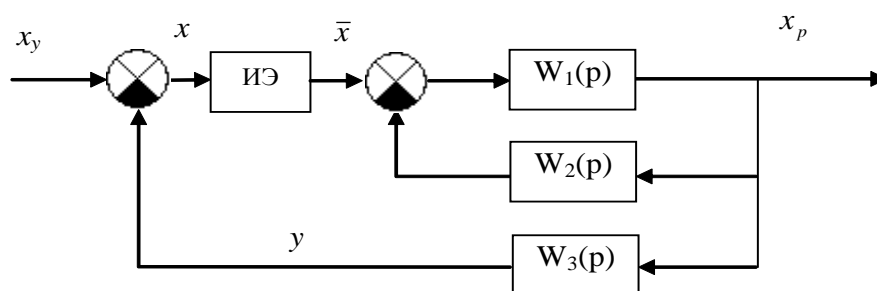 x_y
x
ИЭ
x̄
W₁(p)
x_p
W₂(p)
y
W₃(p)